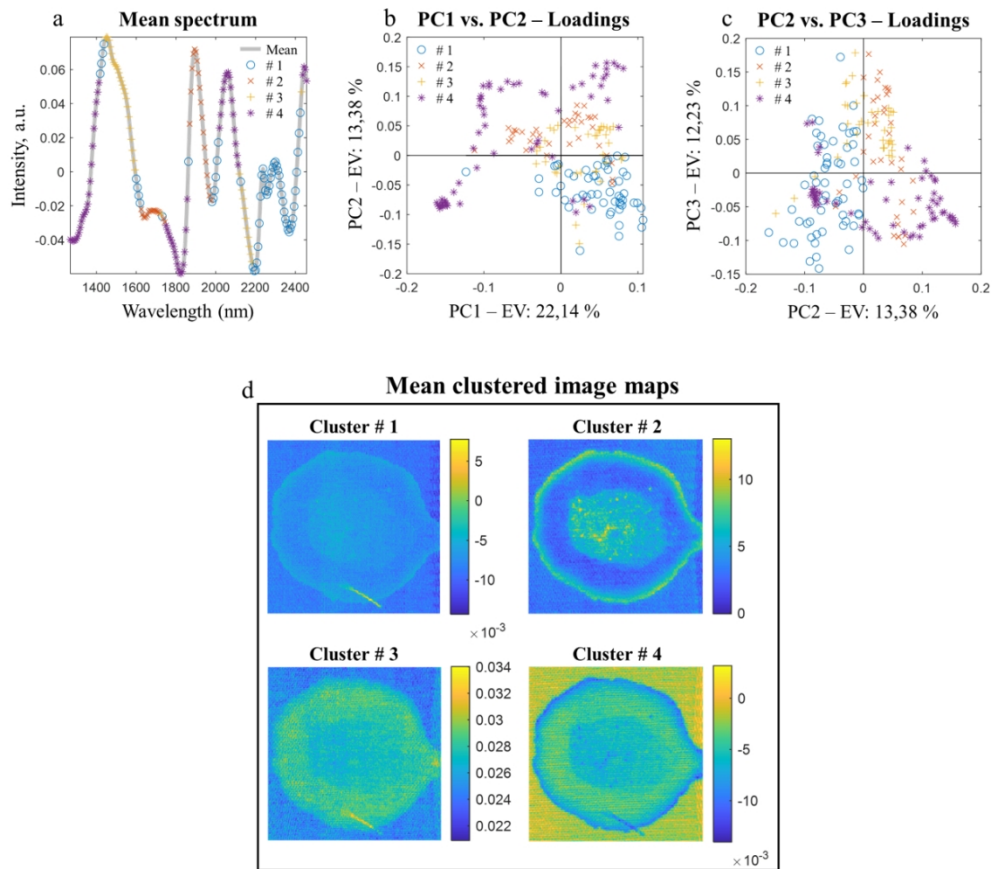 a
Mean spectrum
Intensity, a.u.
0.06
0.04
0.02
0
-0.02
-0.04
Mean
# 1
# 2
# 3
# 4
1400 1600 1800 2000 2200 2400
Wavelength (nm)
b
PC1 vs. PC2 – Loadings
PC2 – EV: 13,38 %
0.2
0.15
0.1
0.05
0
-0.05
-0.1
-0.15
-0.2
# 1
# 2
# 3
# 4
-0.2 -0.1 0 0.1
PC1 – EV: 22,14 %
c
PC2 vs. PC3 – Loadings
PC3 – EV: 12,23 %
0.2
0.15
0.1
0.05
0
-0.05
-0.1
-0.15
# 1
# 2
# 3
# 4
-0.2 -0.1 0 0.1 0.2
PC2 – EV: 13,38 %
d
Mean clustered image maps
Cluster # 1
5
0
-5
-10
× 10-3
Cluster # 2
10
5
0
Cluster # 3
0.034
0.032
0.030
0.028
0.026
0.024
0.022
Cluster # 4
0
-5
-10
× 10-3